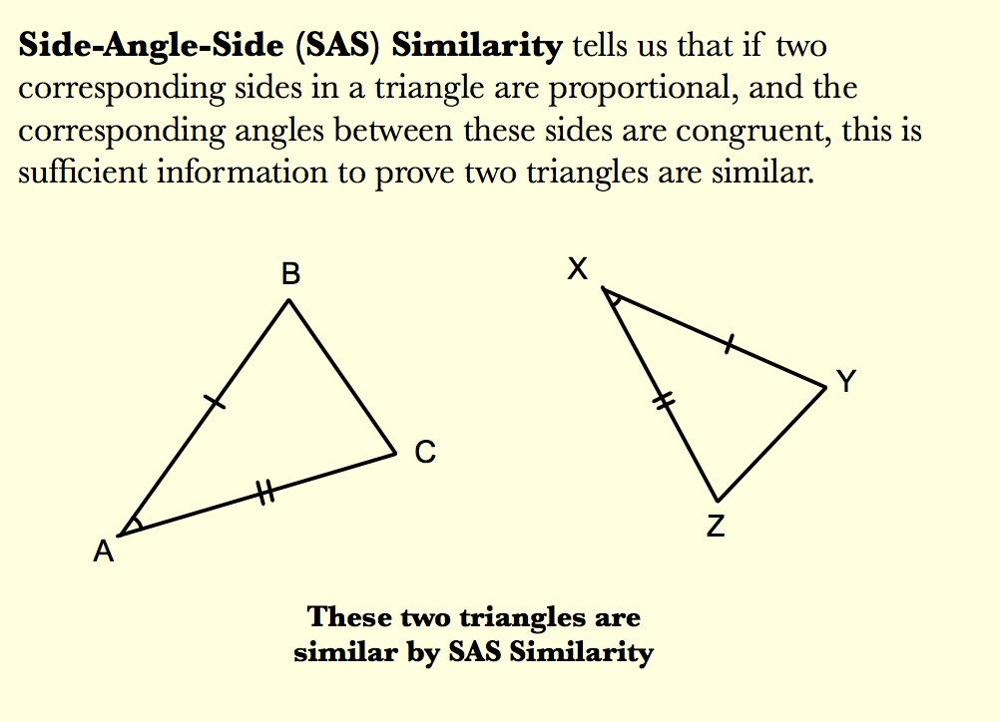 Side-Angle-Side (SAS) Similarity tells us that if two
corresponding sides in a triangle are proportional, and the
corresponding angles between these sides are congruent, this is
sufficient information to prove two triangles are similar.
B
X
Y
C
Z
A
These two triangles are
similar by SAS Similarity